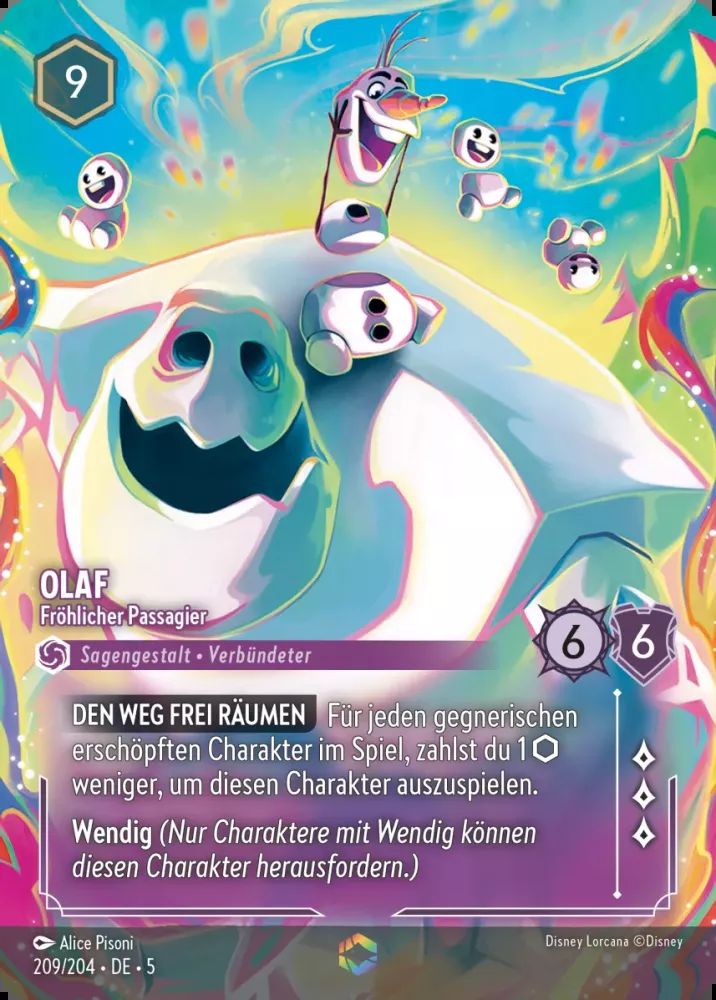 9
OLAF
Fröhlicher Passagier
Sagengestalt • Verbündeter
6 6
DEN WEG FREI RÄUMEN Für jeden gegnerischen
erschöpften Charakter im Spiel, zahlst du 1
weniger, um diesen Charakter auszuspielen.
Wendig (Nur Charaktere mit Wendig können
diesen Charakter herausfordern.)
Alice Pisoni
Disney Lorcana ©Disney
209/204 • DE • 5